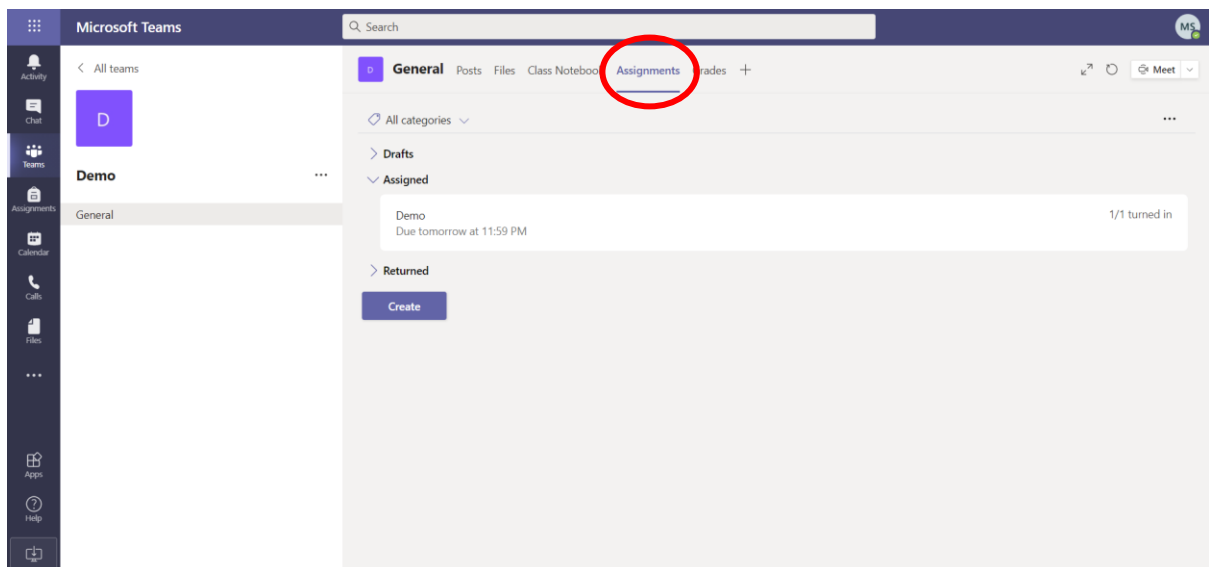 Microsoft Teams
Search
MS
Activity
Chat
Teams
Assignments
Calendar
Calls
Files
Apps
Help
All teams
D
Demo
General
D General Posts Files Class Notebook Assignments Grades
Meet
All categories
Drafts
Assigned
Demo 1/1 turned in
Due tomorrow at 11:59 PM
Returned
Create